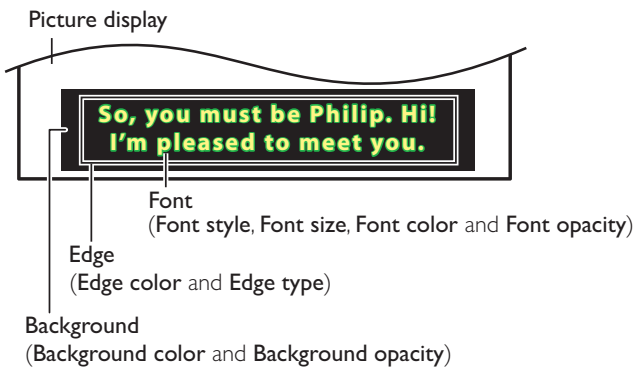 Picture display
So, you must be Philip. Hi!
I'm pleased to meet you.
Font
(Font style, Font size, Font color and Font opacity)
Edge
(Edge color and Edge type)
Background
(Background color and Background opacity)